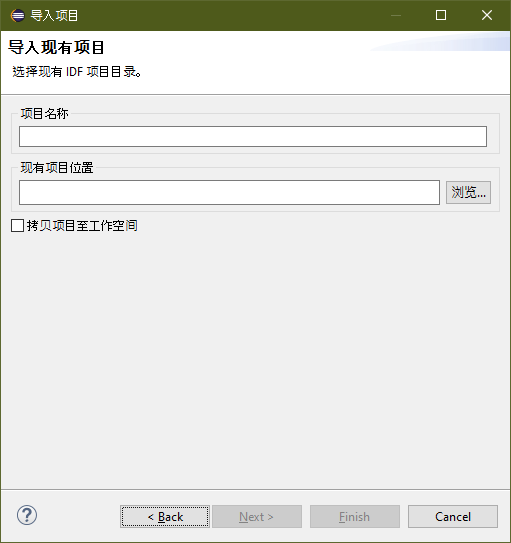 导入项目
导入现有项目
选择现有 IDF 项目目录。
项目名称
现有项目位置
浏览...
拷贝项目至工作空间
?
< Back
Next >
Finish
Cancel